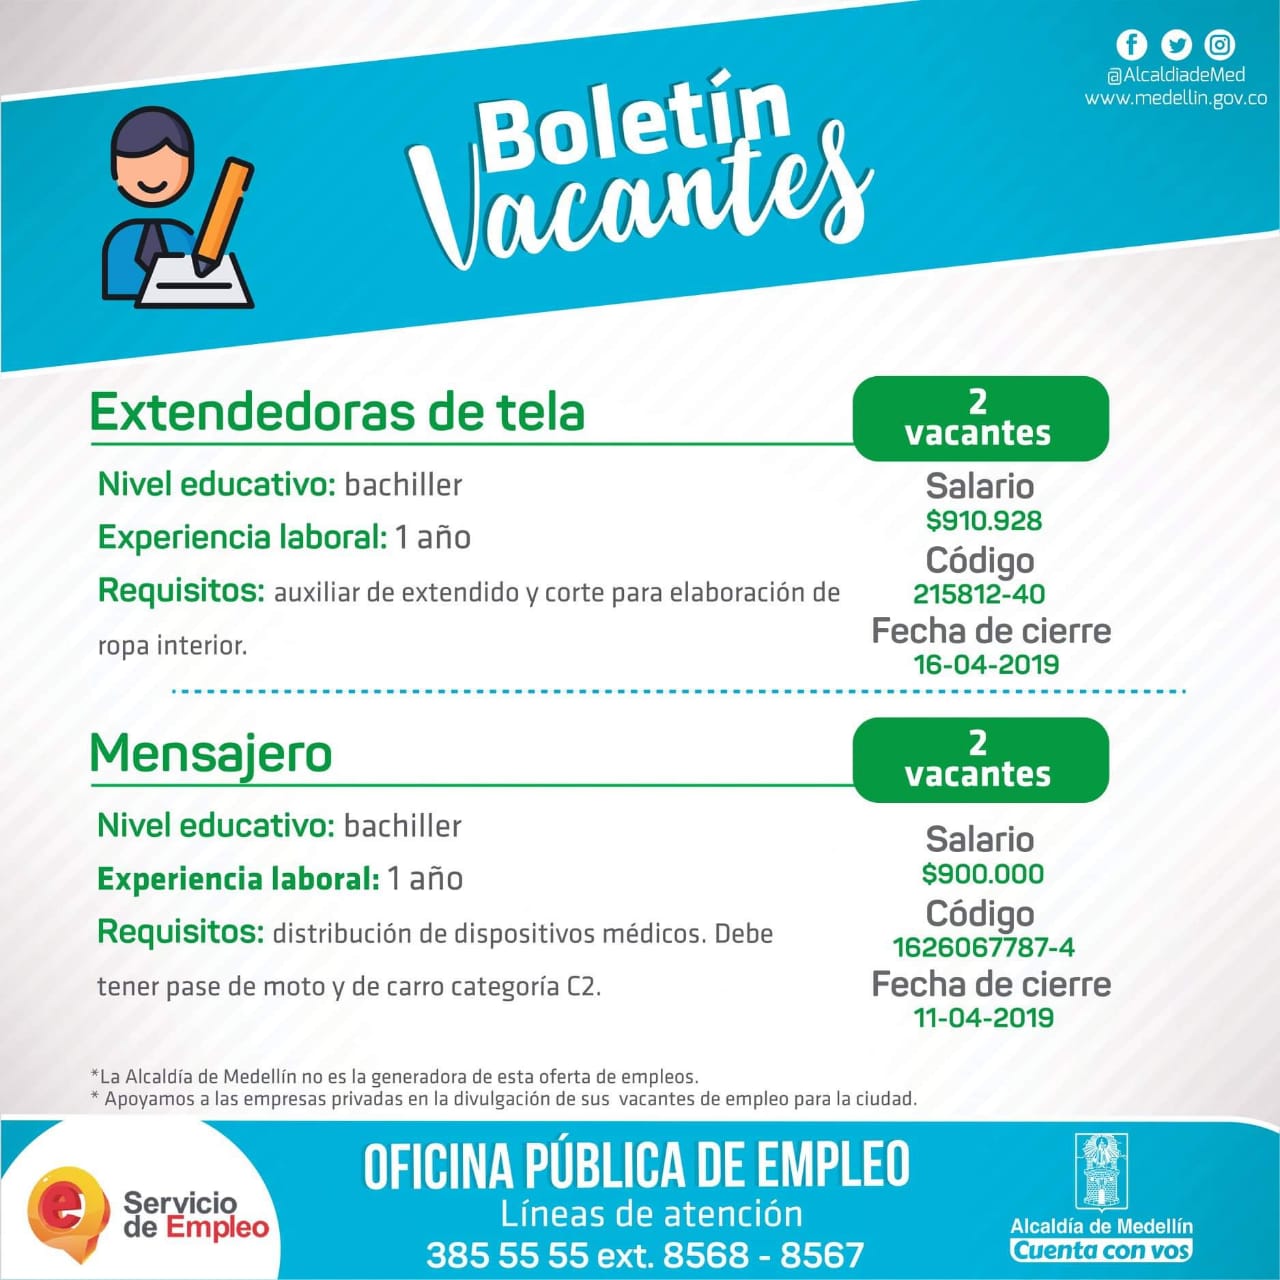 @AlcaldiadeMed
www.medellin.gov.co
Boletín
Vacantes
Extendedoras de tela
2
vacantes
Nivel educativo: bachiller
Experiencia laboral: 1 año
Requisitos: auxiliar de extendido y corte para elaboración de
ropa interior.
Salario
$910.928
Código
215812-40
Fecha de cierre
16-04-2019
Mensajero
2
vacantes
Nivel educativo: bachiller
Experiencia laboral: 1 año
Requisitos: distribución de dispositivos médicos. Debe
tener pase de moto y de carro categoría C2.
Salario
$900.000
Código
1626067787-4
Fecha de cierre
11-04-2019
*La Alcaldía de Medellín no es la generadora de esta oferta de empleos.
* Apoyamos a las empresas privadas en la divulgación de sus vacantes de empleo para la ciudad.
e Servicio
de Empleo
OFICINA PÚBLICA DE EMPLEO
Líneas de atención
385 55 55 ext. 8568 - 8567
Alcaldía de Medellín
Cuenta con vos